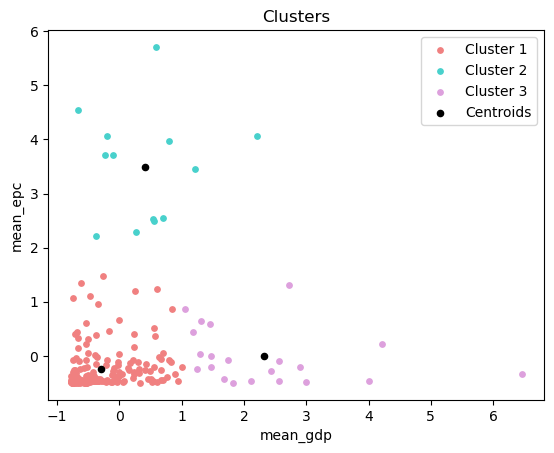 Clusters
Cluster 1
Cluster 2
Cluster 3
Centroids
mean_epc
6
5
4
3
2
1
0
−1 0 1 2 3 4 5 6
mean_gdp